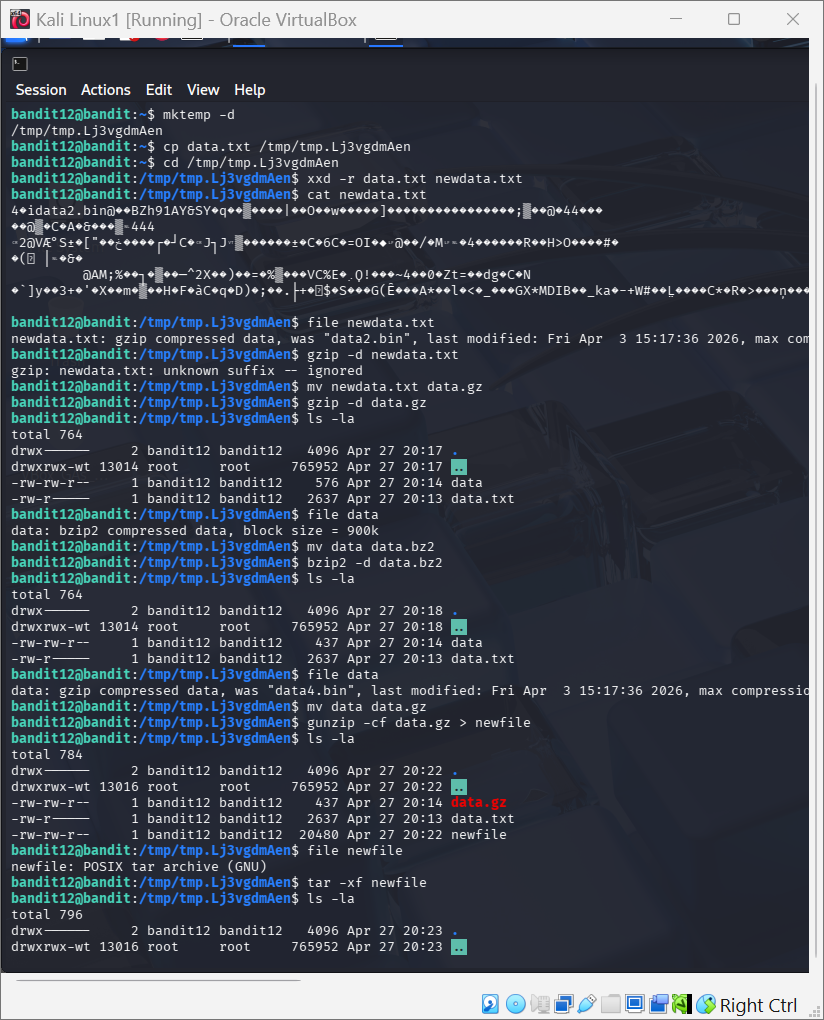 Kali Linux1 [Running] - Oracle VirtualBox
Session Actions Edit View Help
bandit12@bandit:~$ mktemp -d
/tmp/tmp.Lj3vgdmAen
bandit12@bandit:~$ cp data.txt /tmp/tmp.Lj3vgdmAen
bandit12@bandit:~$ cd /tmp/tmp.Lj3vgdmAen
bandit12@bandit:/tmp/tmp.Lj3vgdmAen$ xxd -r data.txt newdata.txt
bandit12@bandit:/tmp/tmp.Lj3vgdmAen$ cat newdata.txt
bandit12@bandit:/tmp/tmp.Lj3vgdmAen$ file newdata.txt
newdata.txt: gzip compressed data, was "data2.bin", last modified: Fri Apr  3 15:17:36 2026, max com
bandit12@bandit:/tmp/tmp.Lj3vgdmAen$ gzip -d newdata.txt
gzip: newdata.txt: unknown suffix -- ignored
bandit12@bandit:/tmp/tmp.Lj3vgdmAen$ mv newdata.txt data.gz
bandit12@bandit:/tmp/tmp.Lj3vgdmAen$ gzip -d data.gz
bandit12@bandit:/tmp/tmp.Lj3vgdmAen$ ls -la
total 764
drwx------     2 bandit12 bandit12   4096 Apr 27 20:17 .
drwxrwx-wt 13014 root     root     765952 Apr 27 20:17 ..
-rw-rw-r--     1 bandit12 bandit12    576 Apr 27 20:14 data
-rw-r-----     1 bandit12 bandit12   2637 Apr 27 20:13 data.txt
bandit12@bandit:/tmp/tmp.Lj3vgdmAen$ file data
data: bzip2 compressed data, block size = 900k
bandit12@bandit:/tmp/tmp.Lj3vgdmAen$ mv data data.bz2
bandit12@bandit:/tmp/tmp.Lj3vgdmAen$ bzip2 -d data.bz2
bandit12@bandit:/tmp/tmp.Lj3vgdmAen$ ls -la
total 764
drwx------     2 bandit12 bandit12   4096 Apr 27 20:18 .
drwxrwx-wt 13014 root     root     765952 Apr 27 20:18 ..
-rw-rw-r--     1 bandit12 bandit12    437 Apr 27 20:14 data
-rw-r-----     1 bandit12 bandit12   2637 Apr 27 20:13 data.txt
bandit12@bandit:/tmp/tmp.Lj3vgdmAen$ file data
data: gzip compressed data, was "data4.bin", last modified: Fri Apr  3 15:17:36 2026, max compressio
bandit12@bandit:/tmp/tmp.Lj3vgdmAen$ mv data data.gz
bandit12@bandit:/tmp/tmp.Lj3vgdmAen$ gunzip -cf data.gz > newfile
bandit12@bandit:/tmp/tmp.Lj3vgdmAen$ ls -la
total 784
drwx------     2 bandit12 bandit12   4096 Apr 27 20:22 .
drwxrwx-wt 13016 root     root     765952 Apr 27 20:22 ..
-rw-rw-r--     1 bandit12 bandit12    437 Apr 27 20:14 data.gz
-rw-r-----     1 bandit12 bandit12   2637 Apr 27 20:13 data.txt
-rw-rw-r--     1 bandit12 bandit12  20480 Apr 27 20:22 newfile
bandit12@bandit:/tmp/tmp.Lj3vgdmAen$ file newfile
newfile: POSIX tar archive (GNU)
bandit12@bandit:/tmp/tmp.Lj3vgdmAen$ tar -xf newfile
bandit12@bandit:/tmp/tmp.Lj3vgdmAen$ ls -la
total 796
drwx------     2 bandit12 bandit12   4096 Apr 27 20:23 .
drwxrwx-wt 13016 root     root     765952 Apr 27 20:23 ..
Right Ctrl